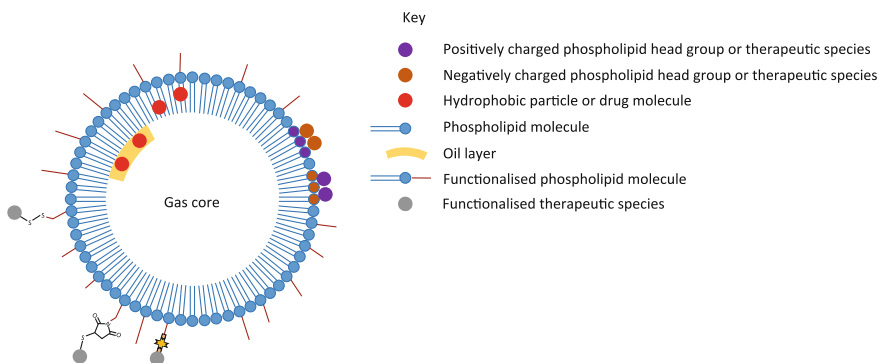 Key
Positively charged phospholipid head group or therapeutic species
Negatively charged phospholipid head group or therapeutic species
Hydrophobic particle or drug molecule
Phospholipid molecule
Oil layer
Functionalised phospholipid molecule
Functionalised therapeutic species
Gas core
S
S
O
N
O
S